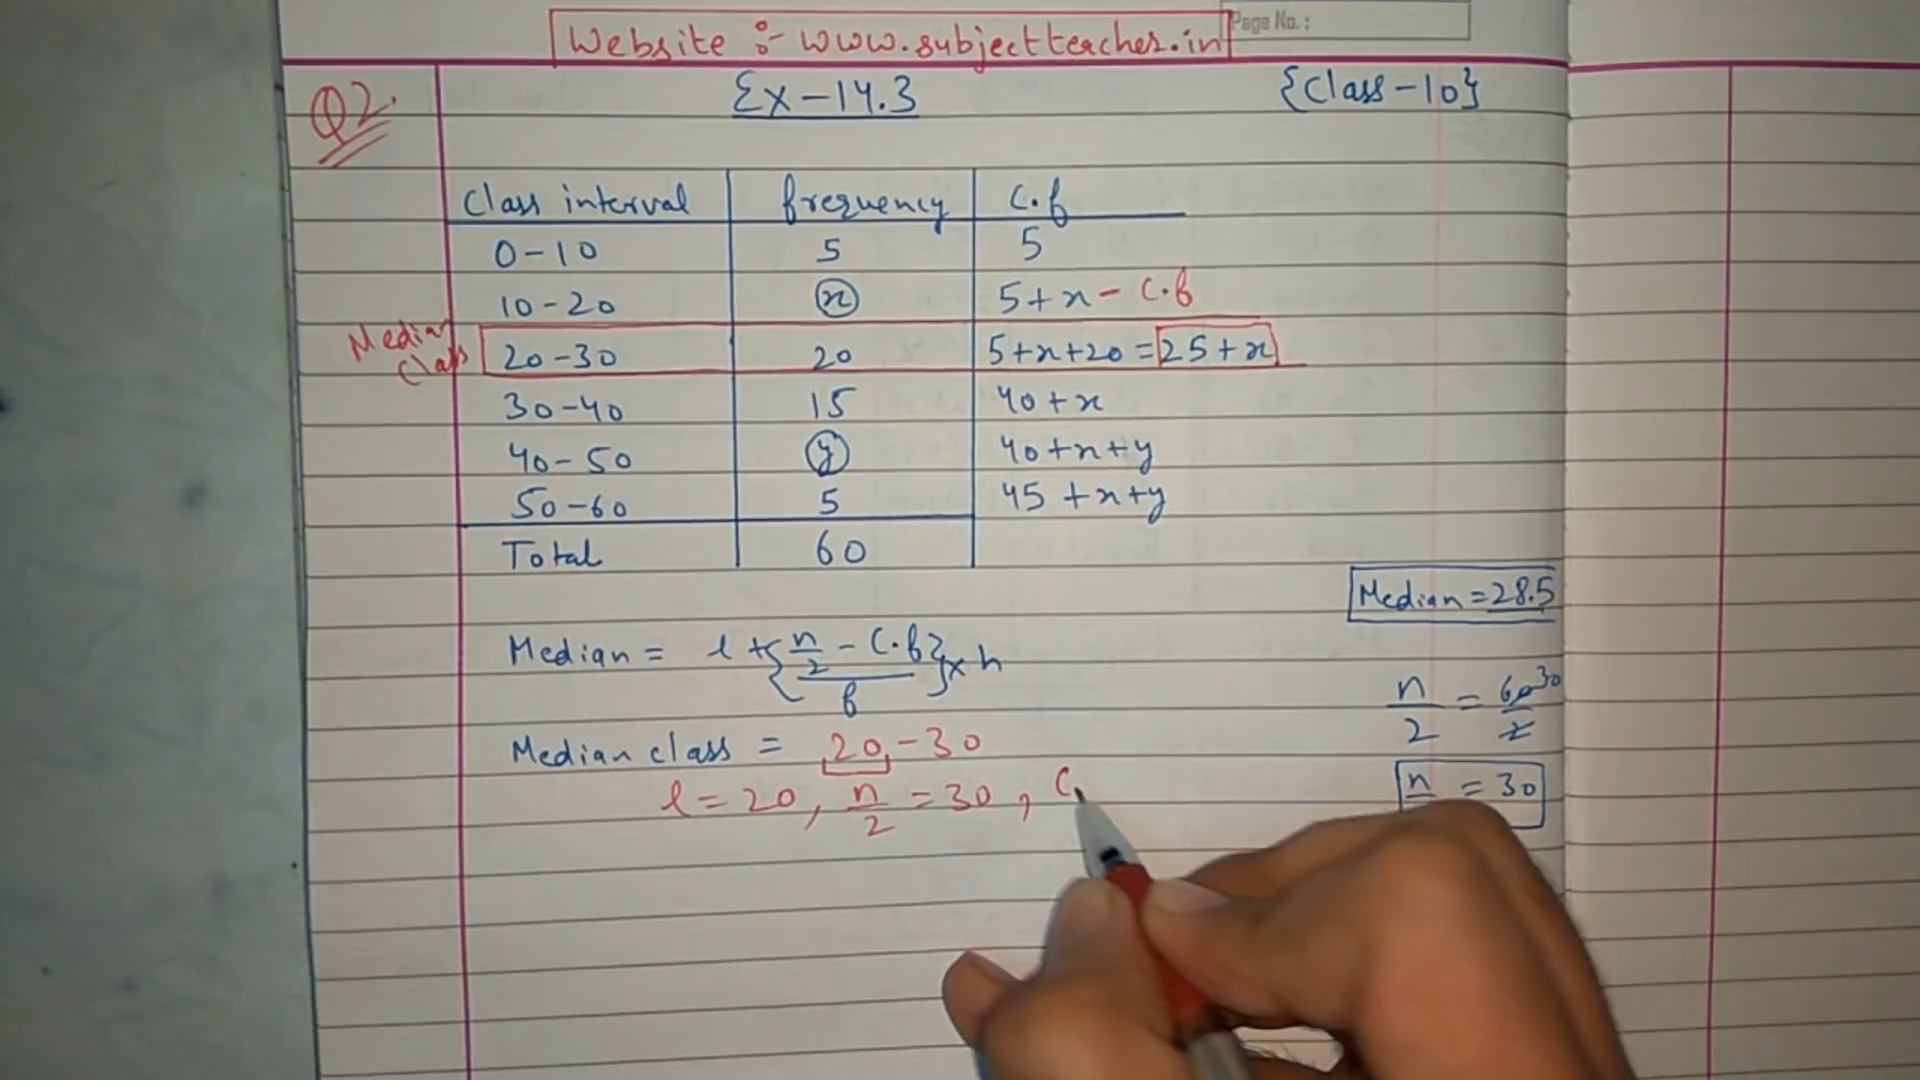 Website :- www.subjectteacher.in
Page No.:
Q2.
Ex-14.3
{Class-10}
Class interval frequency C.f
0-10 5 5
10-20 x 5+x - C.f
Median Class
20-30 20 5+x+20 = 25+x
30-40 15 40+x
40-50 y 40+x+y
50-60 5 45+x+y
Total 60
Median = 28.5
Median = l + { n/2 - C.f / f } × h
n/2 = 60/2 30
Median class = 20-30
l = 20, n/2 = 30, C
n = 30